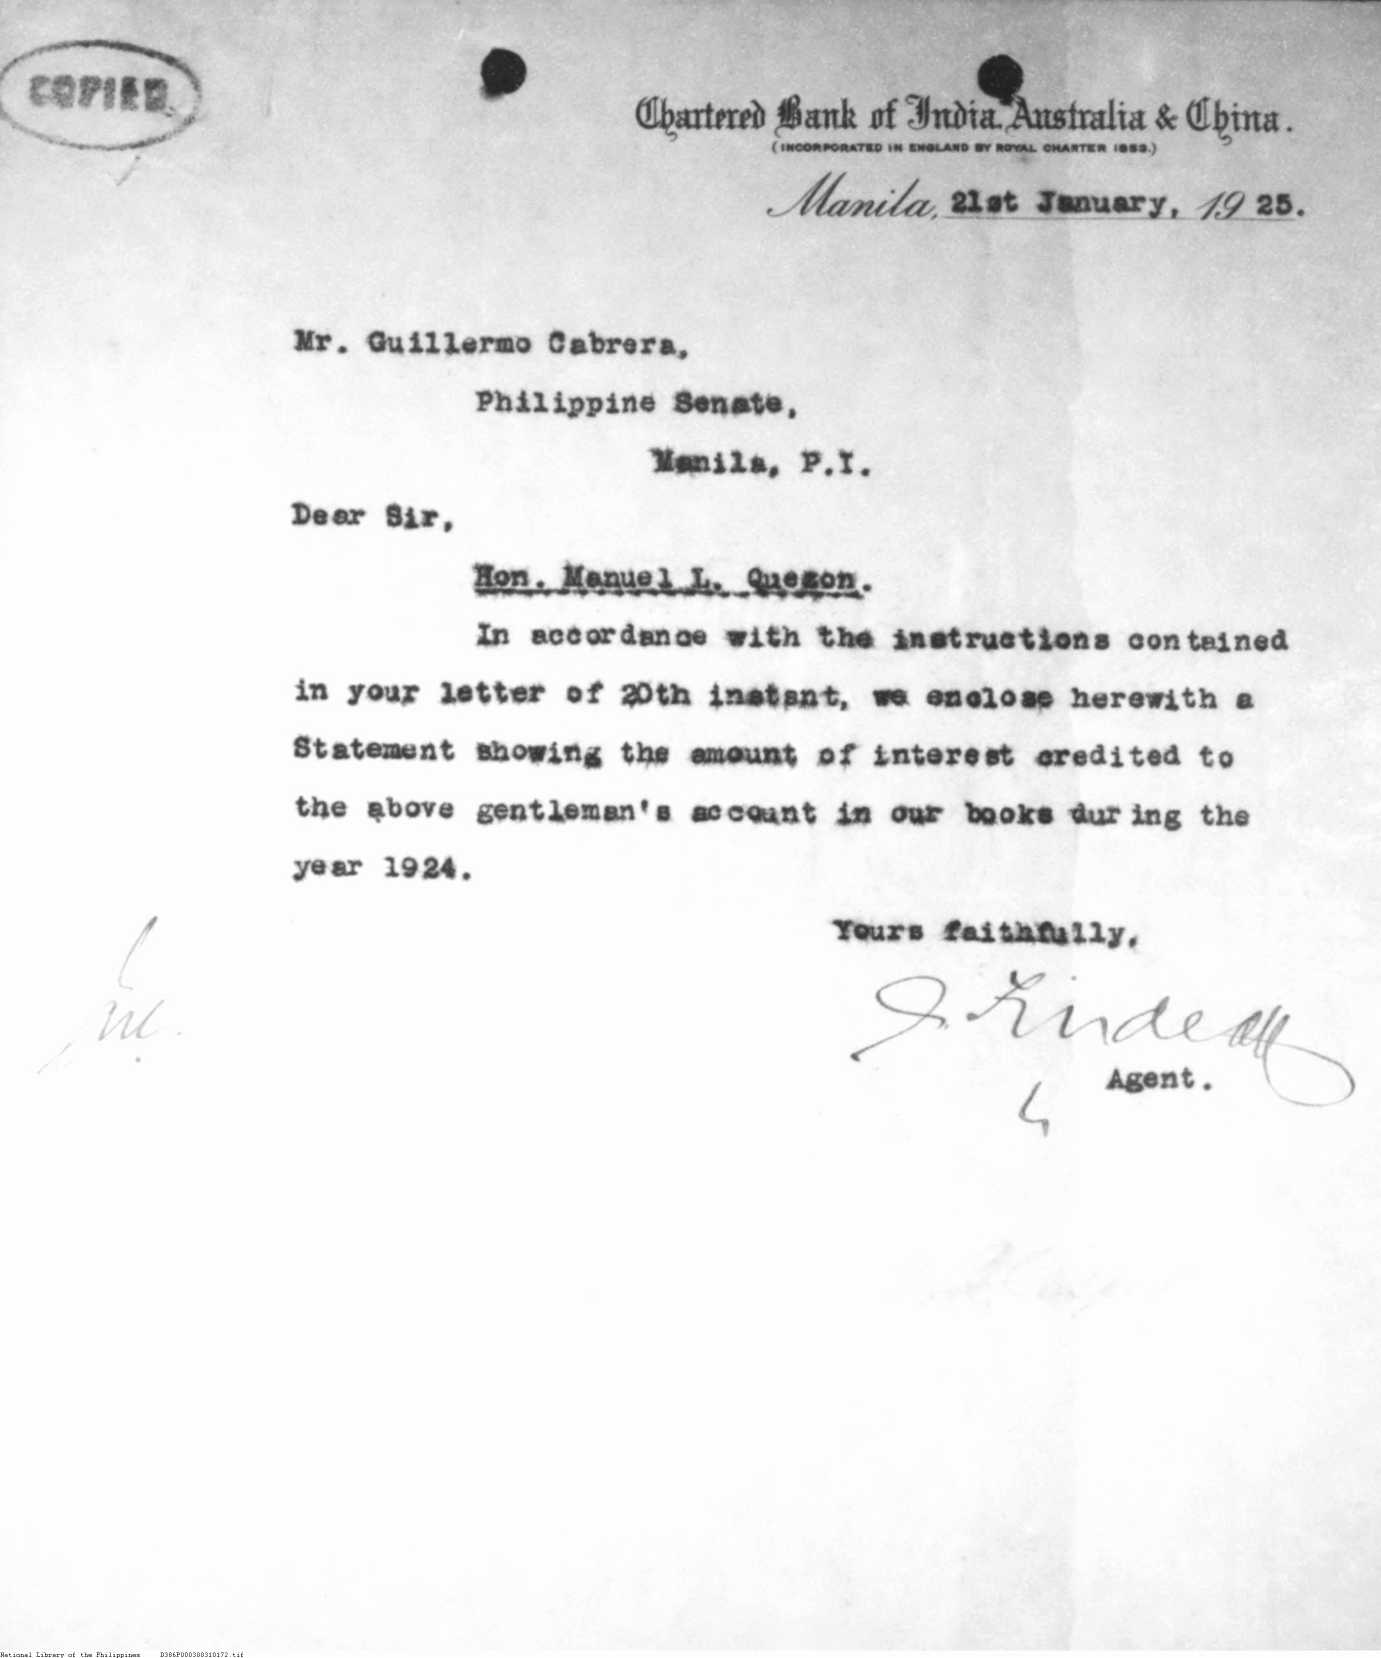 COPIED
Chartered Bank of India, Australia & China.
(INCORPORATED IN ENGLAND BY ROYAL CHARTER 1853.)
Manila, 21st January, 1925.
Mr. Guillermo Cabrera,
Philippine Senate,
Manila, P.I.
Dear Sir,
Hon. Manuel L. Quezon.
In accordance with the instructions contained
in your letter of 20th instant, we enclose herewith a
Statement showing the amount of interest credited to
the above gentleman's account in our books during the
year 1924.
Yours faithfully,
Agent.
National Library of the Philippines D386P000388310172.tif